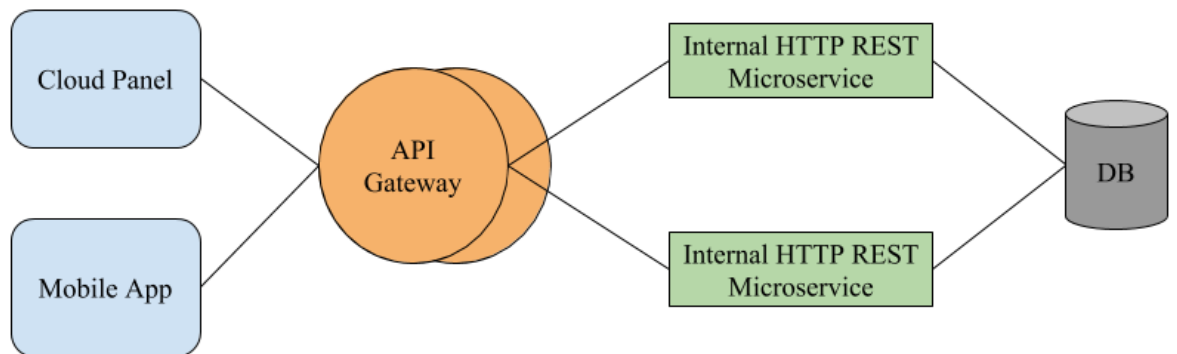 Cloud Panel
Mobile App
API
Gateway
Internal HTTP REST
Microservice
Internal HTTP REST
Microservice
DB